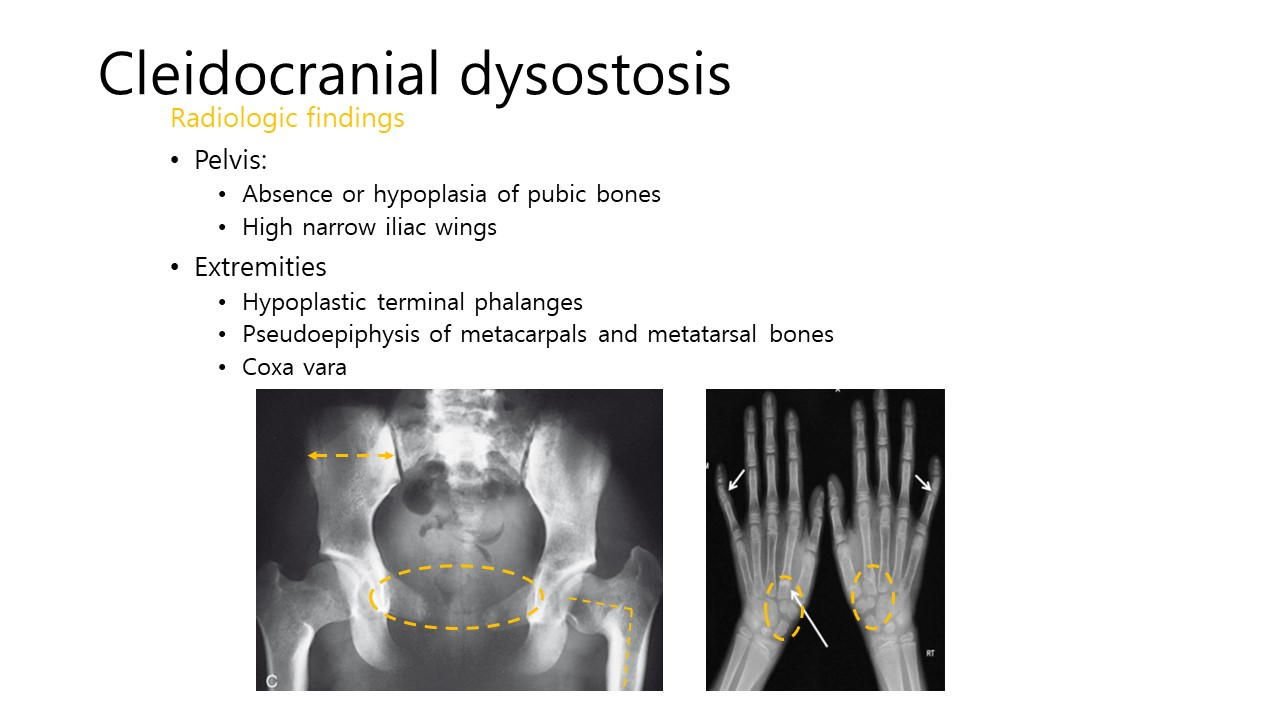 Cleidocranial dysostosis
Radiologic findings
• Pelvis:
• Absence or hypoplasia of pubic bones
• High narrow iliac wings
• Extremities
• Hypoplastic terminal phalanges
• Pseudoepiphysis of metacarpals and metatarsal bones
• Coxa vara
C
RT